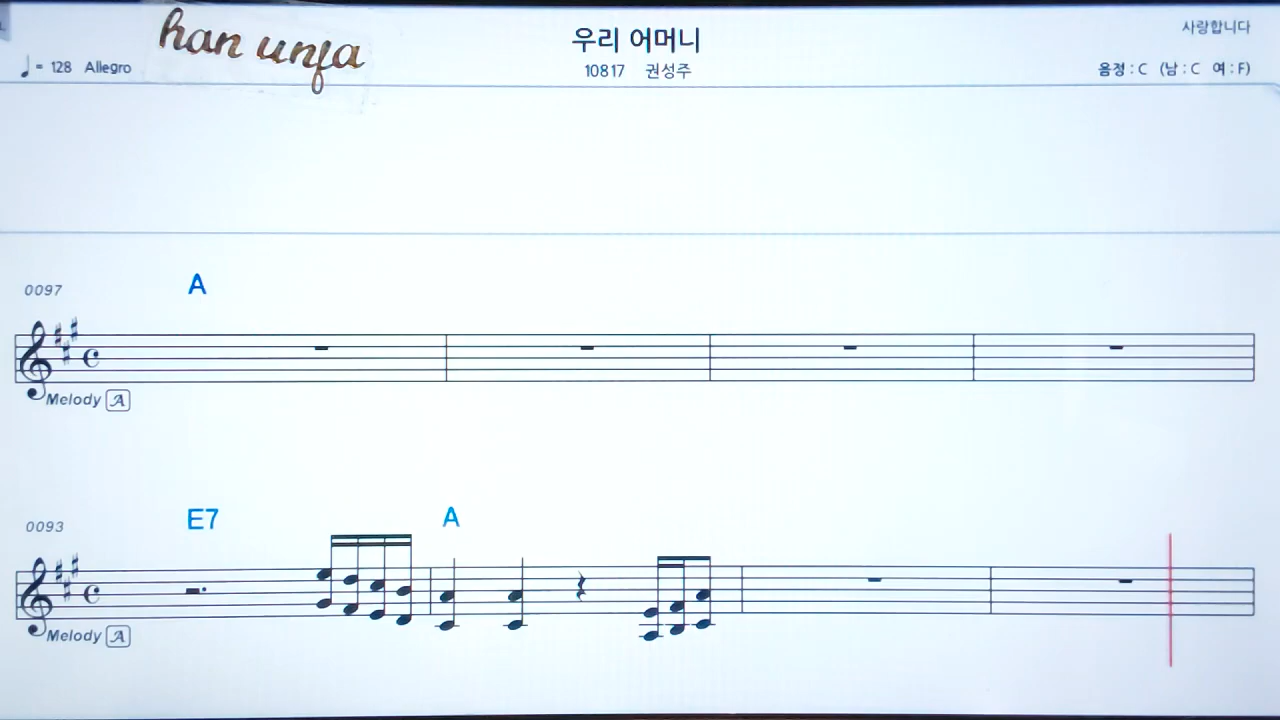 han unfa
우리 어머니
사랑합니다
♩ = 128 Allegro
10817 권성주
음정 : C (남 : C 여 : F)
0097
A
Melody A
0093
E7 A
Melody A